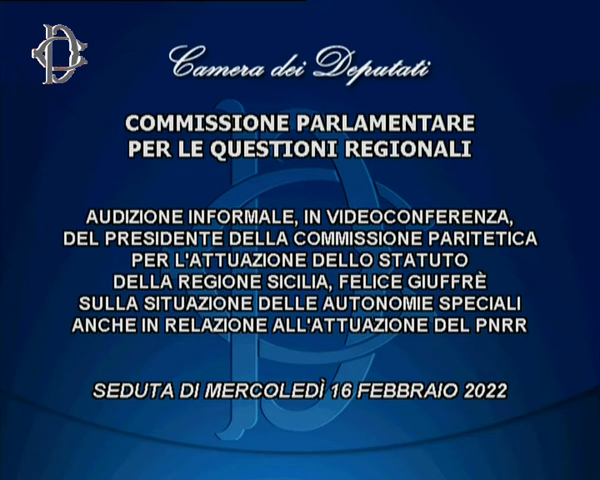 Camera dei Deputati
COMMISSIONE PARLAMENTARE
PER LE QUESTIONI REGIONALI
AUDIZIONE INFORMALE, IN VIDEOCONFERENZA,
DEL PRESIDENTE DELLA COMMISSIONE PARITETICA
PER L'ATTUAZIONE DELLO STATUTO
DELLA REGIONE SICILIA, FELICE GIUFFRÈ
SULLA SITUAZIONE DELLE AUTONOMIE SPECIALI
ANCHE IN RELAZIONE ALL'ATTUAZIONE DEL PNRR
SEDUTA DI MERCOLEDÌ 16 FEBBRAIO 2022